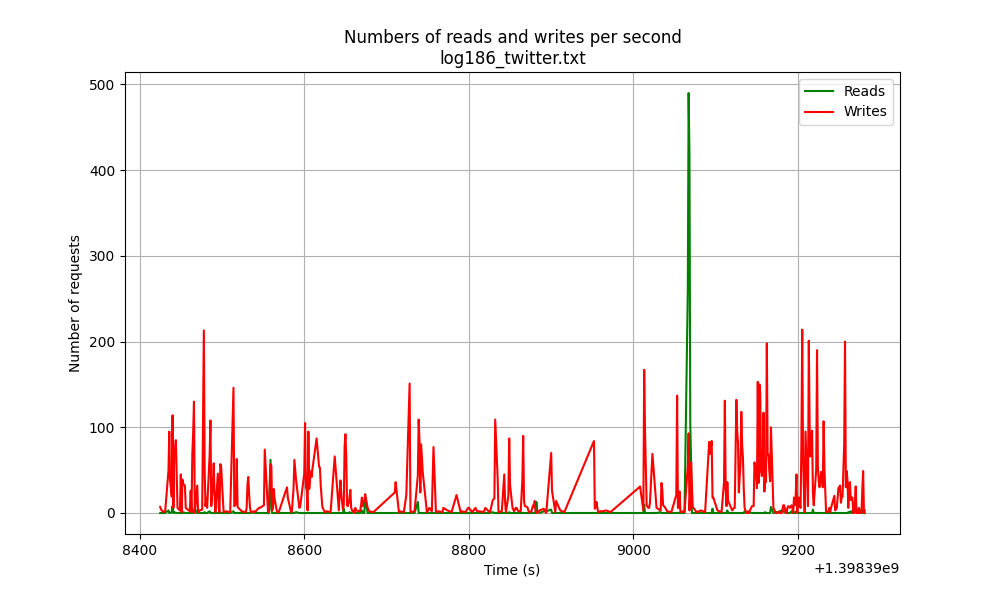 Numbers of reads and writes per second
log186_twitter.txt
Reads
Writes
Number of requests
500
400
300
200
100
0
8400
8600
8800
9000
9200
Time (s)
+1.39839e9